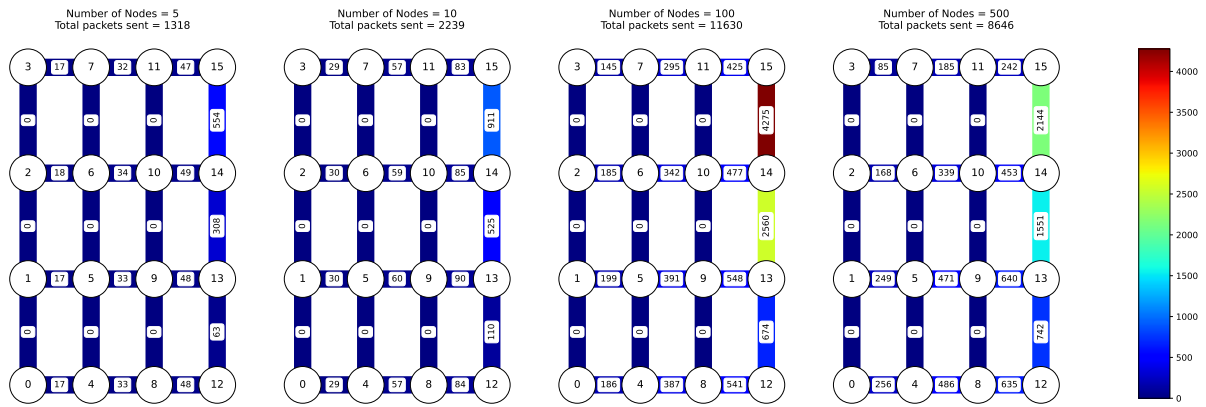 Number of Nodes = 5
Total packets sent = 1318
3 17 7 32 11 47 15
0 0 0 554
2 18 6 34 10 49 14
0 0 0 308
1 17 5 33 9 48 13
0 0 0 63
0 17 4 33 8 48 12
Number of Nodes = 10
Total packets sent = 2239
3 29 7 57 11 83 15
0 0 0 911
2 30 6 59 10 85 14
0 0 0 525
1 30 5 60 9 90 13
0 0 0 110
0 29 4 57 8 84 12
Number of Nodes = 100
Total packets sent = 11630
3 145 7 295 11 425 15
0 0 0 4275
2 185 6 342 10 477 14
0 0 0 2560
1 199 5 391 9 548 13
0 0 0 674
0 186 4 387 8 541 12
Number of Nodes = 500
Total packets sent = 8646
3 85 7 185 11 242 15
0 0 0 2144
2 168 6 339 10 453 14
0 0 0 1551
1 249 5 471 9 640 13
0 0 0 742
0 256 4 486 8 635 12
4000
3500
3000
2500
2000
1500
1000
500
0